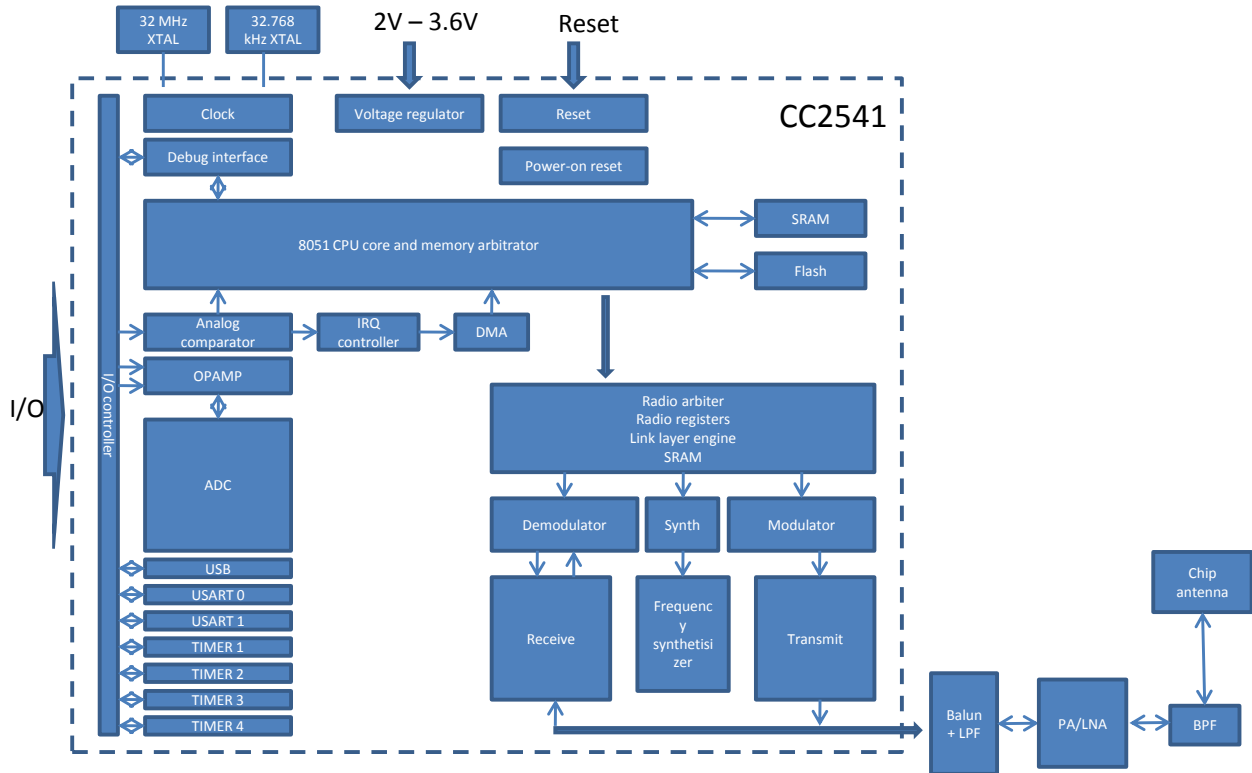 32 MHz
XTAL
32.768
kHz XTAL
2V – 3.6V
Reset
CC2541
Clock
Voltage regulator
Reset
Debug interface
Power-on reset
8051 CPU core and memory arbitrator
SRAM
Flash
Analog
comparator
IRQ
controller
DMA
OPAMP
I/O
I/O controller
ADC
Radio arbiter
Radio registers
Link layer engine
SRAM
Demodulator
Synth
Modulator
USB
USART 0
USART 1
TIMER 1
TIMER 2
TIMER 3
TIMER 4
Receive
Frequenc
y
synthetisi
zer
Transmit
Chip
antenna
Balun
+ LPF
PA/LNA
BPF